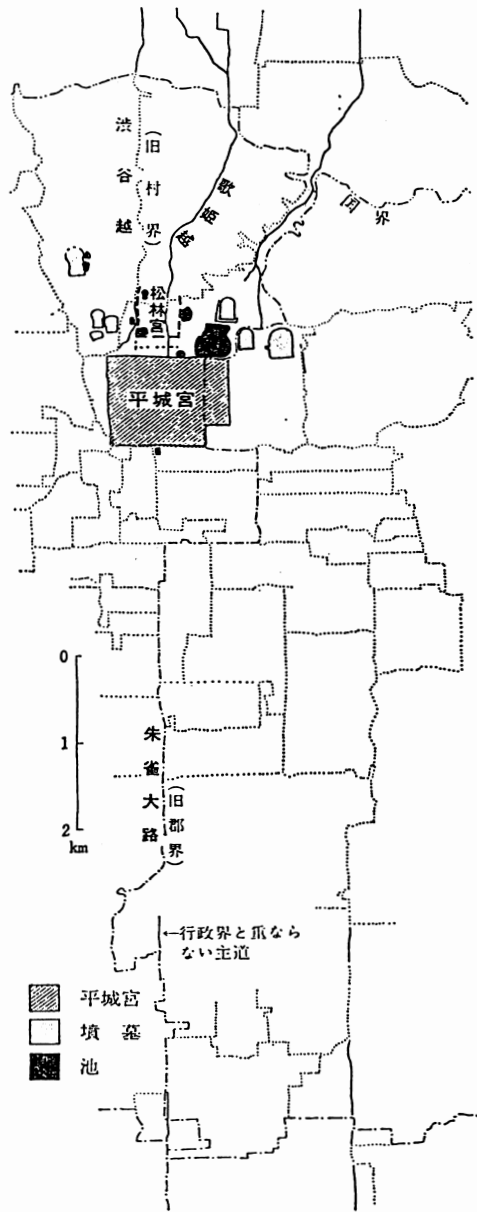 渋谷越
(旧村界)
歌姫越
国界
松林宮
平城宮
0
1
2
km
朱雀大路
(旧郡界)
←行政界と爪なら
ない主道
平城宮
墳墓
池